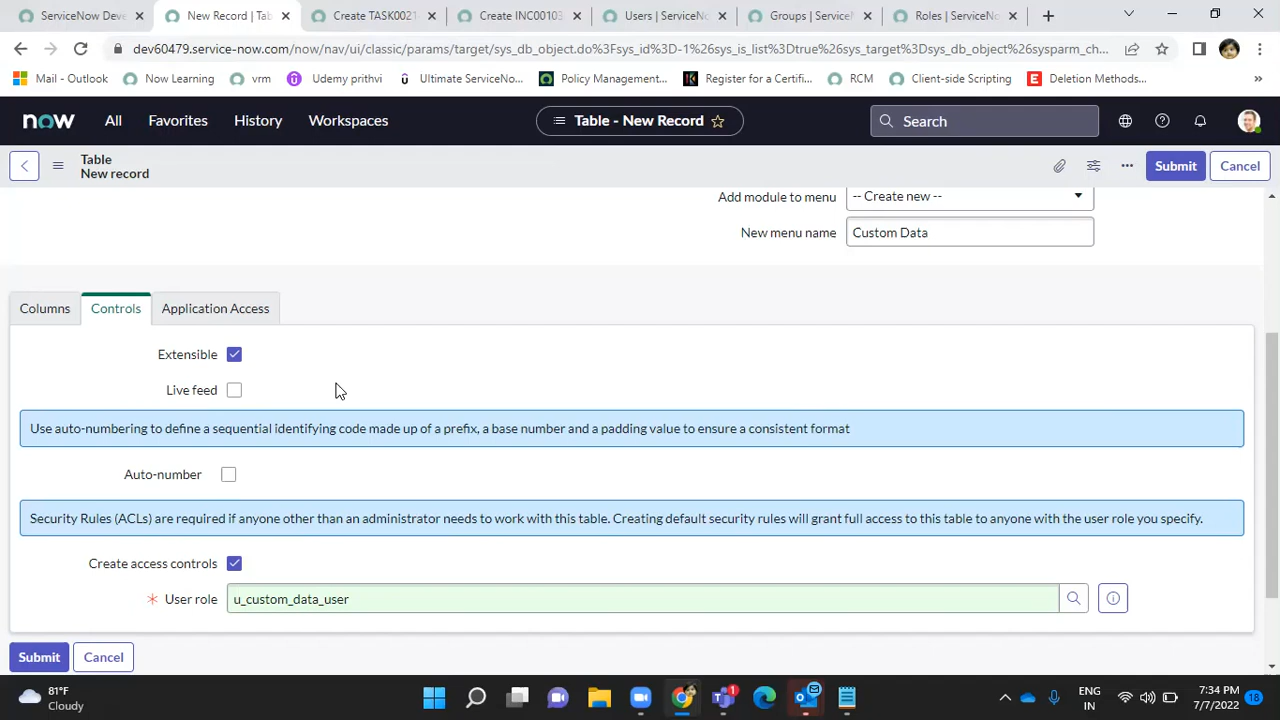 ServiceNow Deve
New Record | Tab
Create TASK0021
Create INC00103
Users | ServiceN
Groups | ServiceN
Roles | ServiceNo
dev60479.service-now.com/now/nav/ui/classic/params/target/sys_db_object.do%3Fsys_id%3D-1%26sys_is_list%3Dtrue%26sys_target%3Dsys_db_object%26sysparm_ch...
Mail - Outlook
Now Learning
vrm
Udemy prithvi
Ultimate ServiceNo...
Policy Management...
Register for a Certifi...
RCM
Client-side Scripting
Deletion Methods...
now
All
Favorites
History
Workspaces
Table - New Record
Search
Table
New record
Submit
Cancel
Add module to menu
-- Create new --
New menu name
Custom Data
Columns
Controls
Application Access
Extensible
Live feed
Use auto-numbering to define a sequential identifying code made up of a prefix, a base number and a padding value to ensure a consistent format
Auto-number
Security Rules (ACLs) are required if anyone other than an administrator needs to work with this table. Creating default security rules will grant full access to this table to anyone with the user role you specify.
Create access controls
User role
u_custom_data_user
Submit
Cancel
81°F
Cloudy
1
ENG
IN
7:34 PM
7/7/2022
18